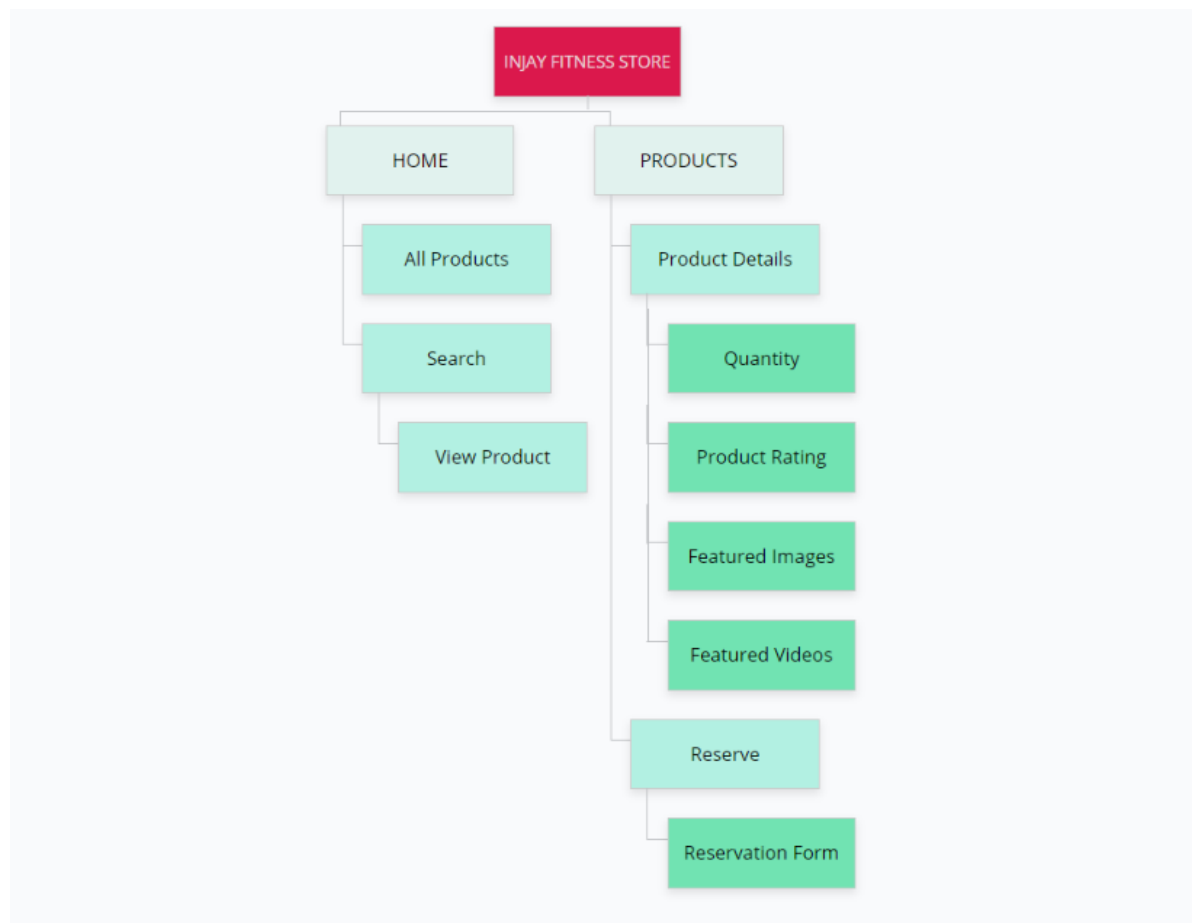 INJAY FITNESS STORE
HOME
PRODUCTS
All Products
Product Details
Search
Quantity
View Product
Product Rating
Featured Images
Featured Videos
Reserve
Reservation Form